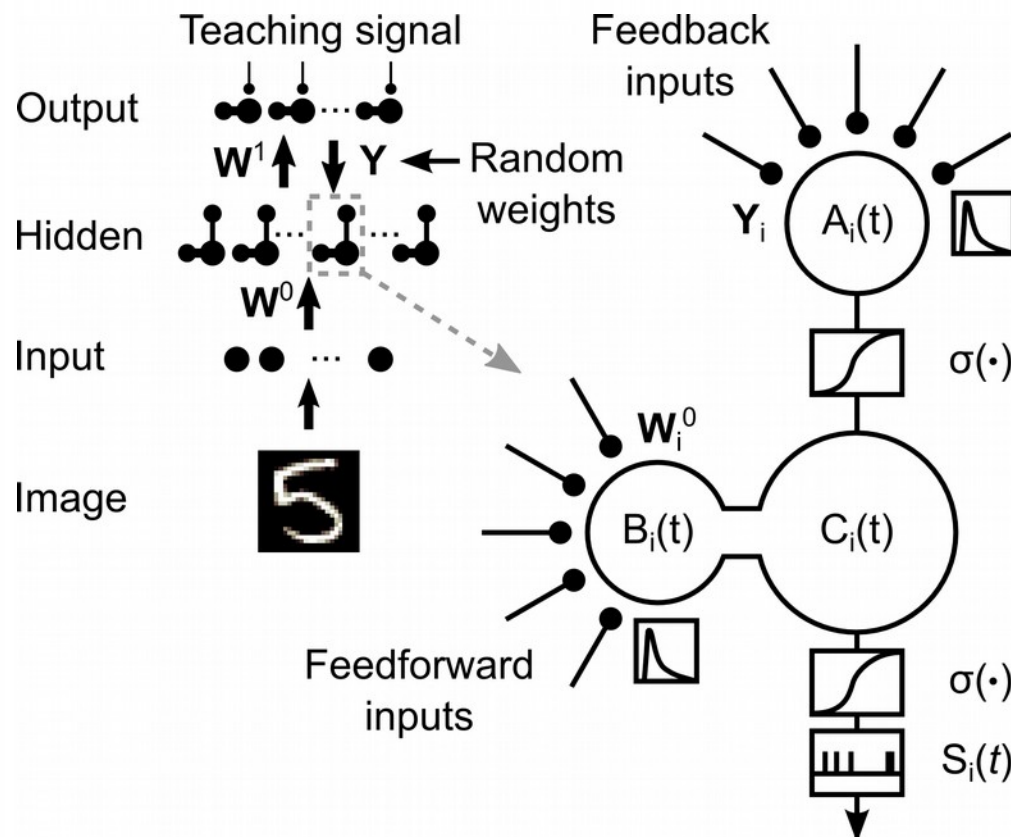 Teaching signal
Output
...
W¹
Y
Random
weights
Hidden
... ...
W⁰
Input
...
Image
5
Feedback
inputs
Yᵢ
Aᵢ(t)
σ(·)
Wᵢ⁰
Bᵢ(t)
Cᵢ(t)
Feedforward
inputs
σ(·)
Sᵢ(t)